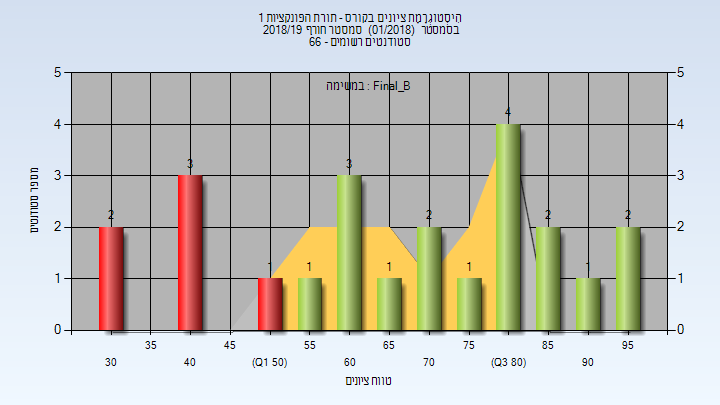 היסטוגרמת ציונים בקורס - תורת הפונקציות 1
בסמסטר (01/2018) סמסטר חורף 2018/19
סטודנטים רשומים - 66
במשימה : Final_B
מספר סטודנטים
5 5
4 4
3 3
2 2
1 1
0 0
2 3 1 1 3 1 2 1 4 2 1 2
35 45 55 65 75 85 95
30 40 (Q1 50) 60 70 (Q3 80) 90
טווח ציונים